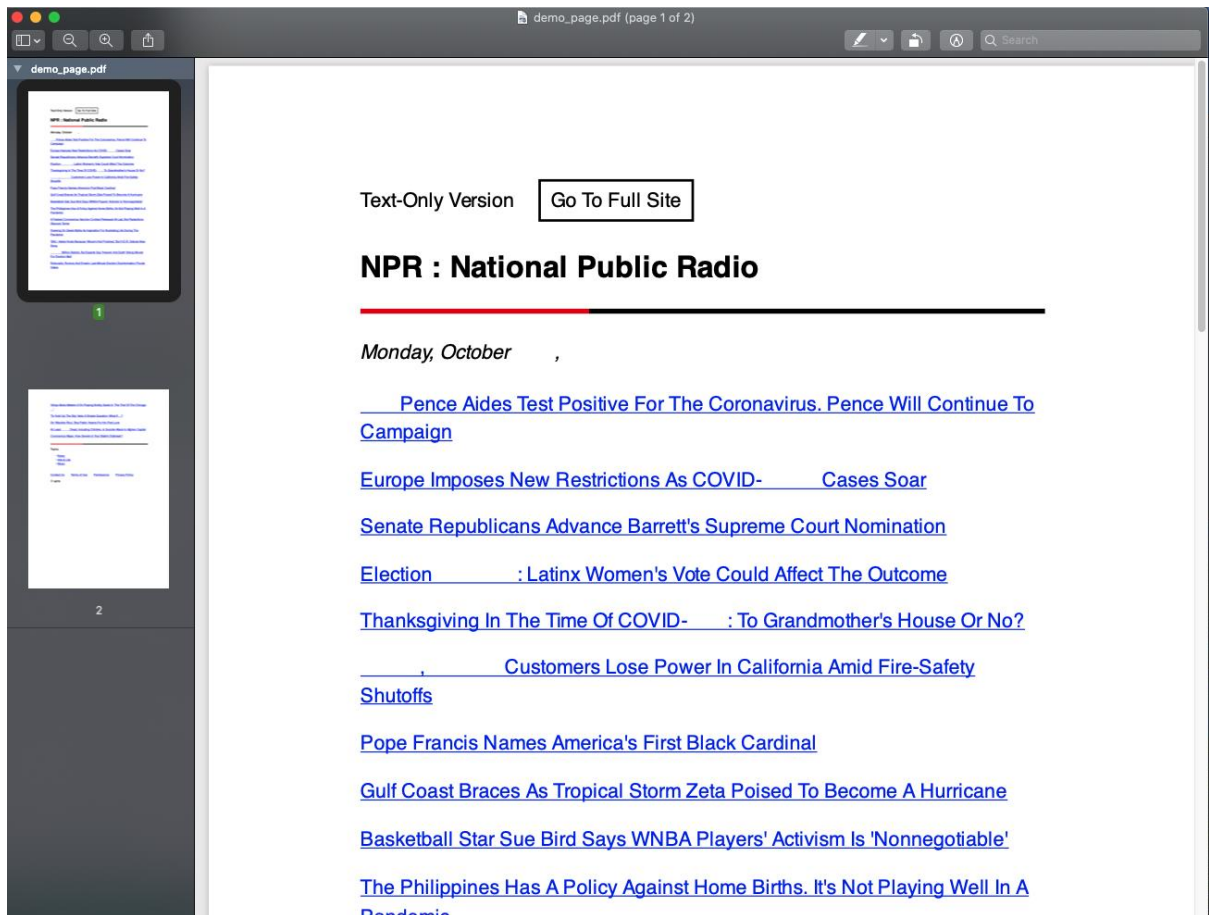 demo_page.pdf (page 1 of 2)
Search
demo_page.pdf
1
2
Text-Only Version Go To Full Site
NPR : National Public Radio
Monday, October ,
Pence Aides Test Positive For The Coronavirus. Pence Will Continue To
Campaign
Europe Imposes New Restrictions As COVID- Cases Soar
Senate Republicans Advance Barrett's Supreme Court Nomination
Election : Latinx Women's Vote Could Affect The Outcome
Thanksgiving In The Time Of COVID- : To Grandmother's House Or No?
, Customers Lose Power In California Amid Fire-Safety
Shutoffs
Pope Francis Names America's First Black Cardinal
Gulf Coast Braces As Tropical Storm Zeta Poised To Become A Hurricane
Basketball Star Sue Bird Says WNBA Players' Activism Is 'Nonnegotiable'
The Philippines Has A Policy Against Home Births. It's Not Playing Well In A
Pandemic